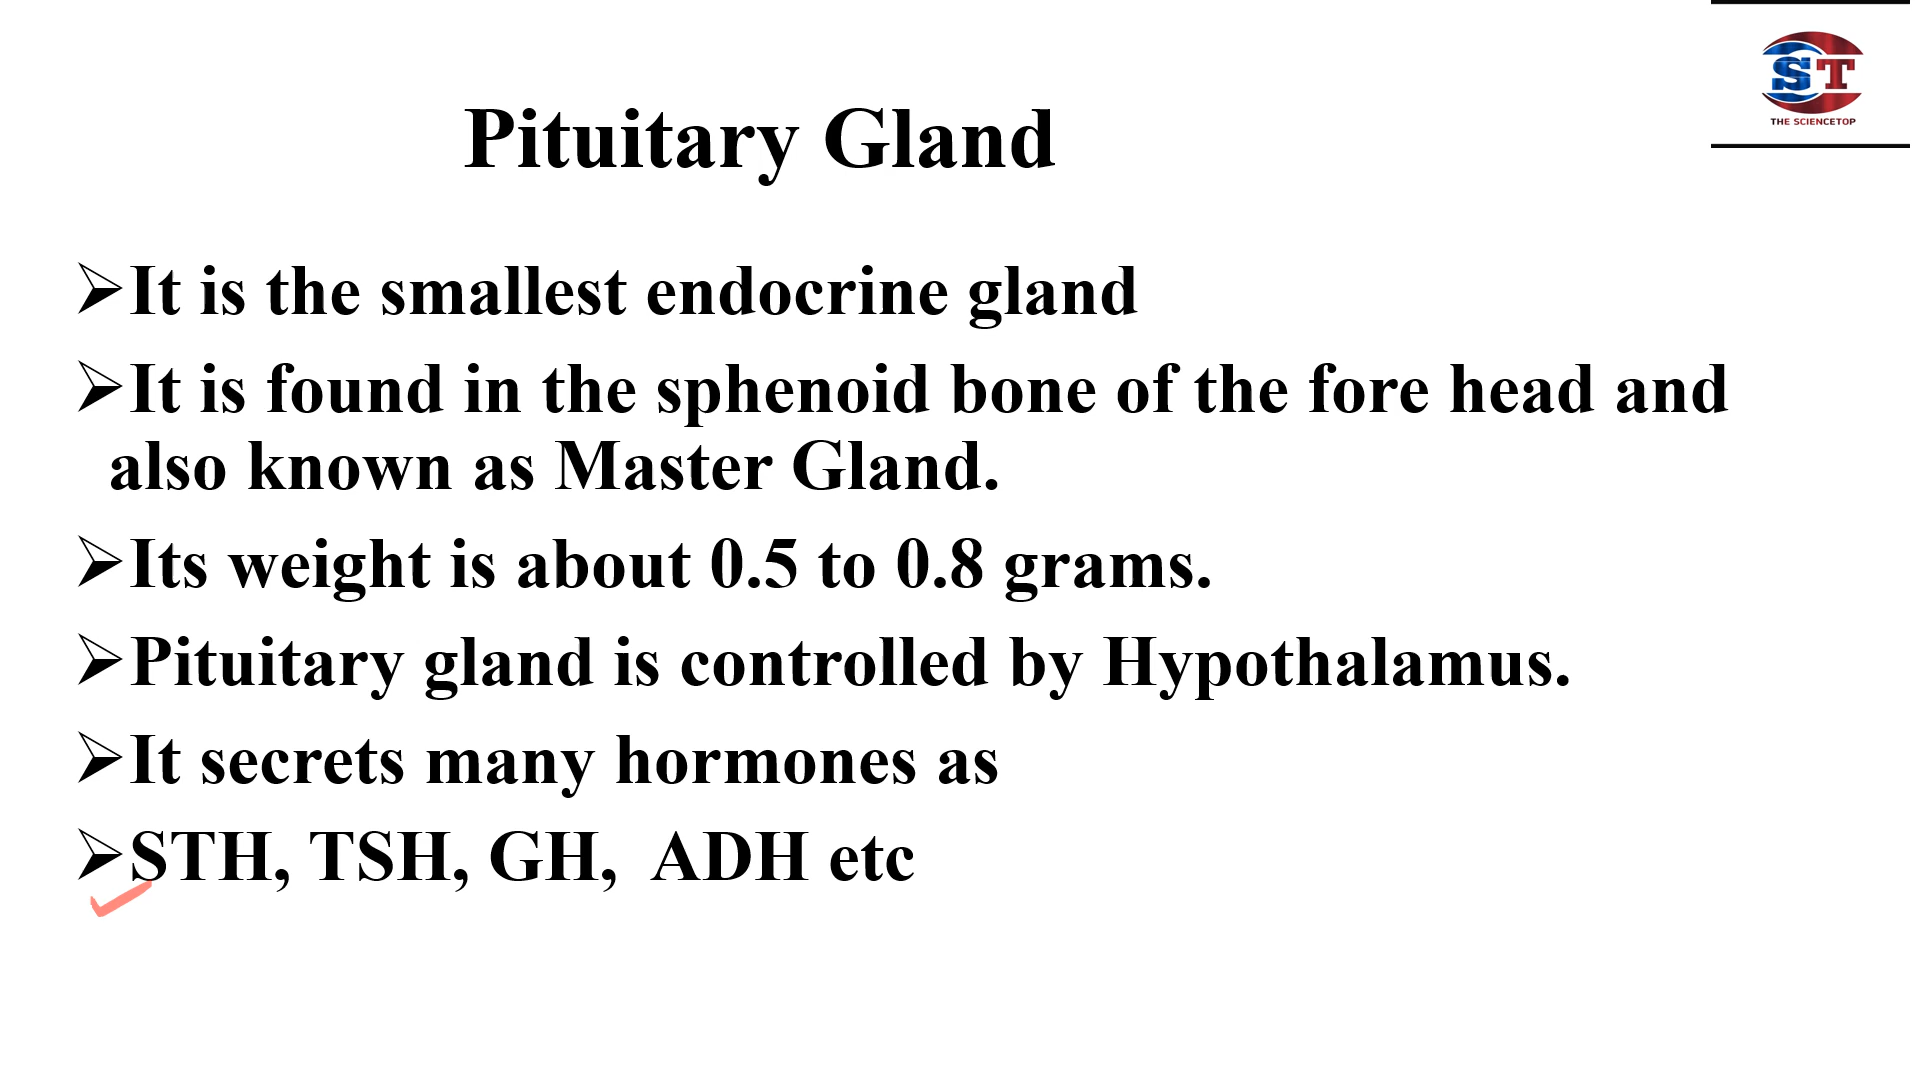 ST
THE SCIENCETOP
Pituitary Gland
➢It is the smallest endocrine gland
➢It is found in the sphenoid bone of the fore head and
also known as Master Gland.
➢Its weight is about 0.5 to 0.8 grams.
➢Pituitary gland is controlled by Hypothalamus.
➢It secrets many hormones as
➢STH, TSH, GH, ADH etc